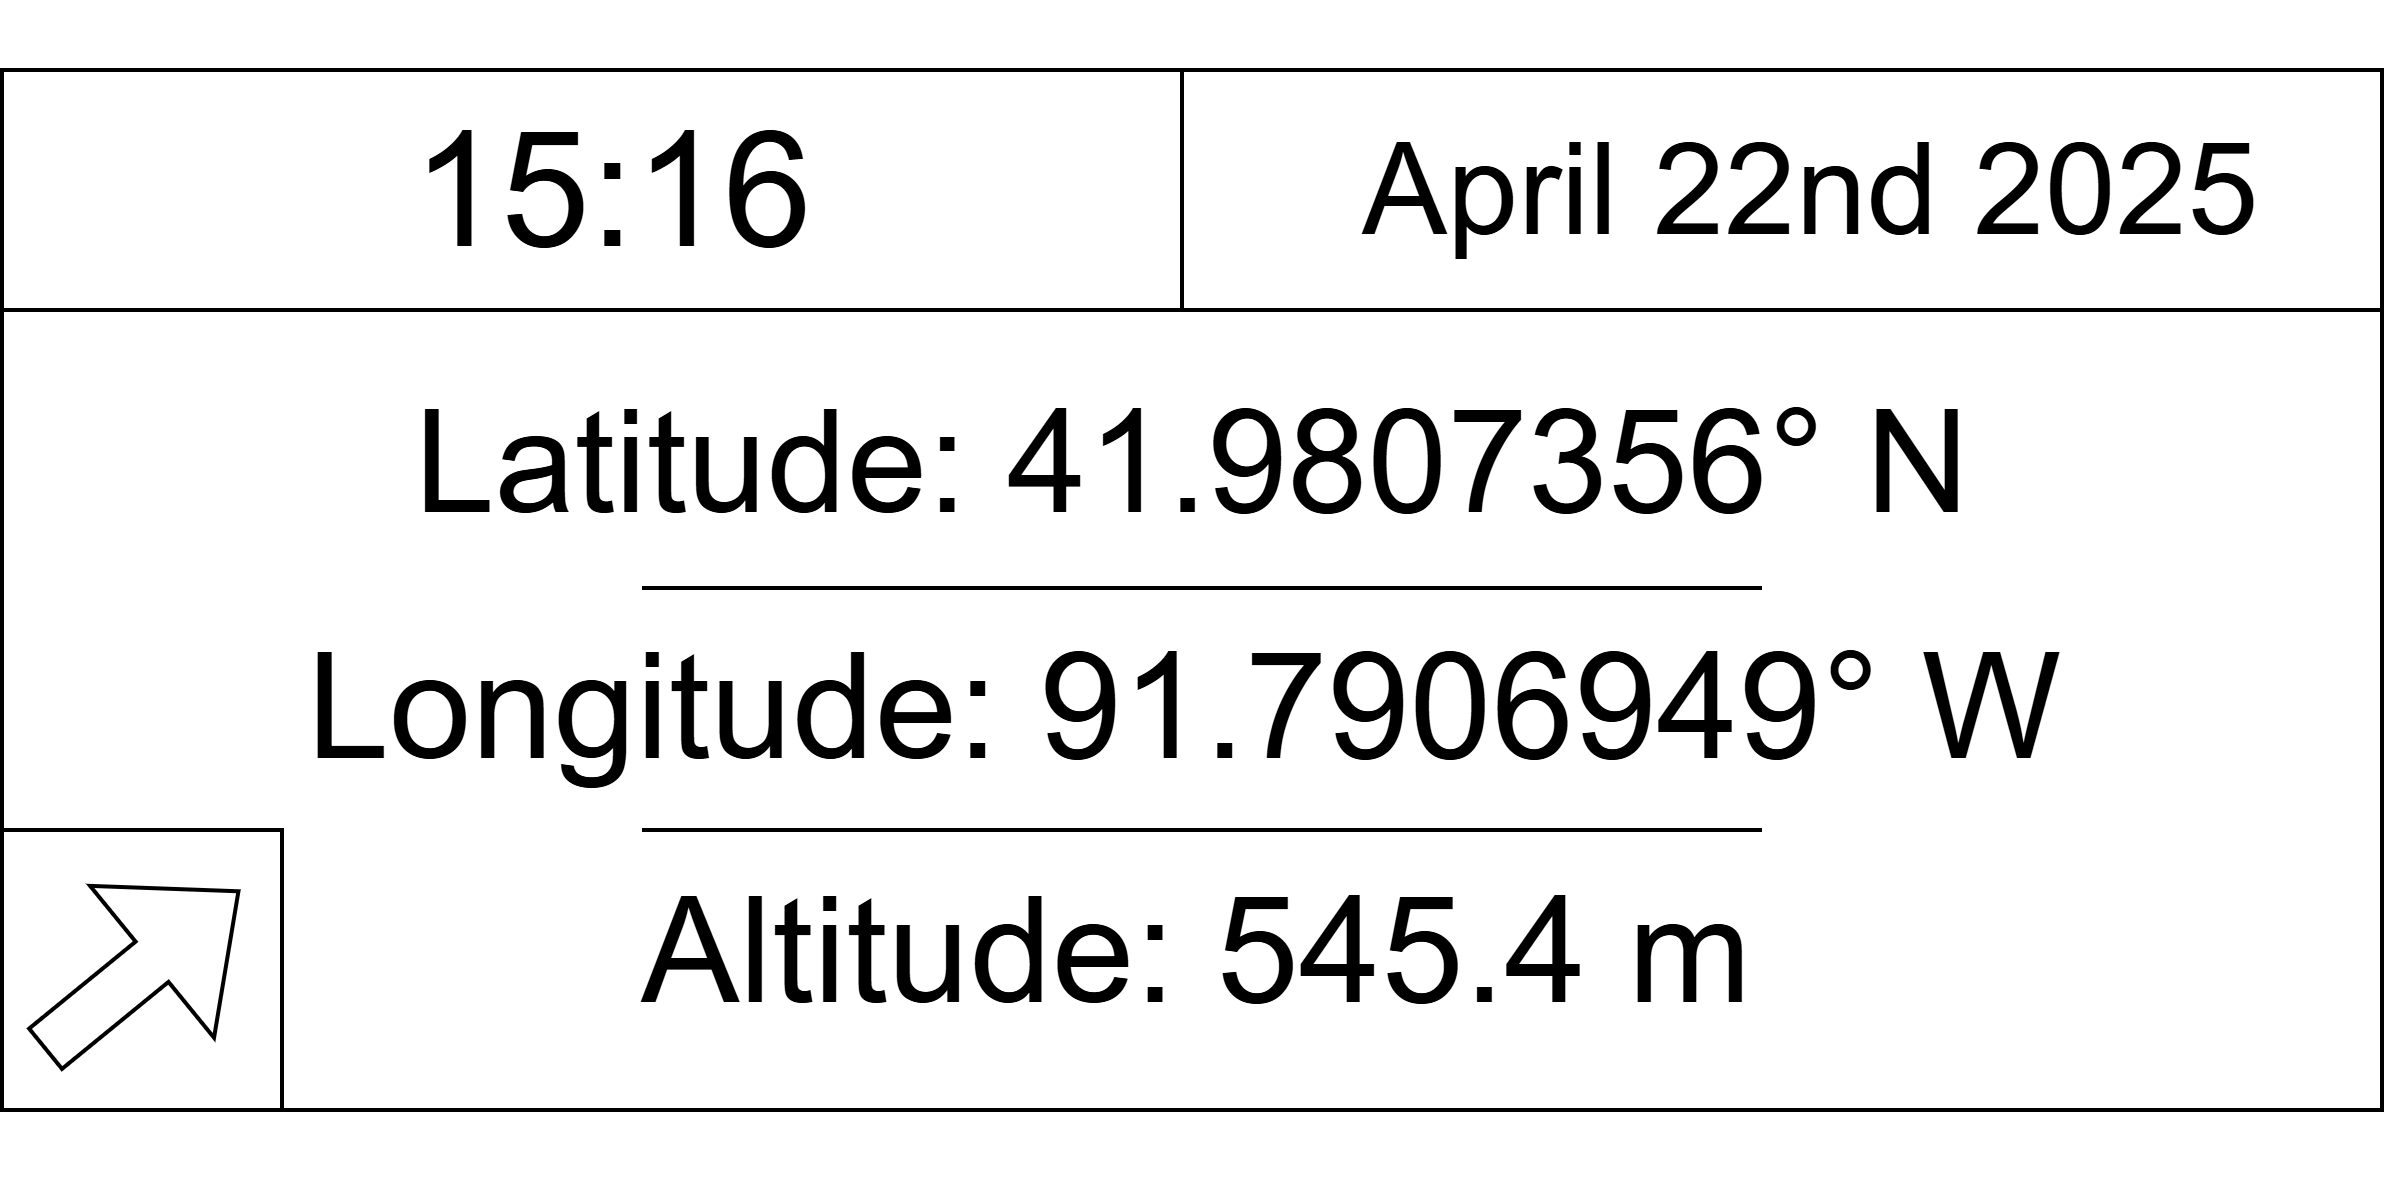 15:16
April 22nd 2025
Latitude: 41.9807356° N
Longitude: 91.7906949° W
Altitude: 545.4 m